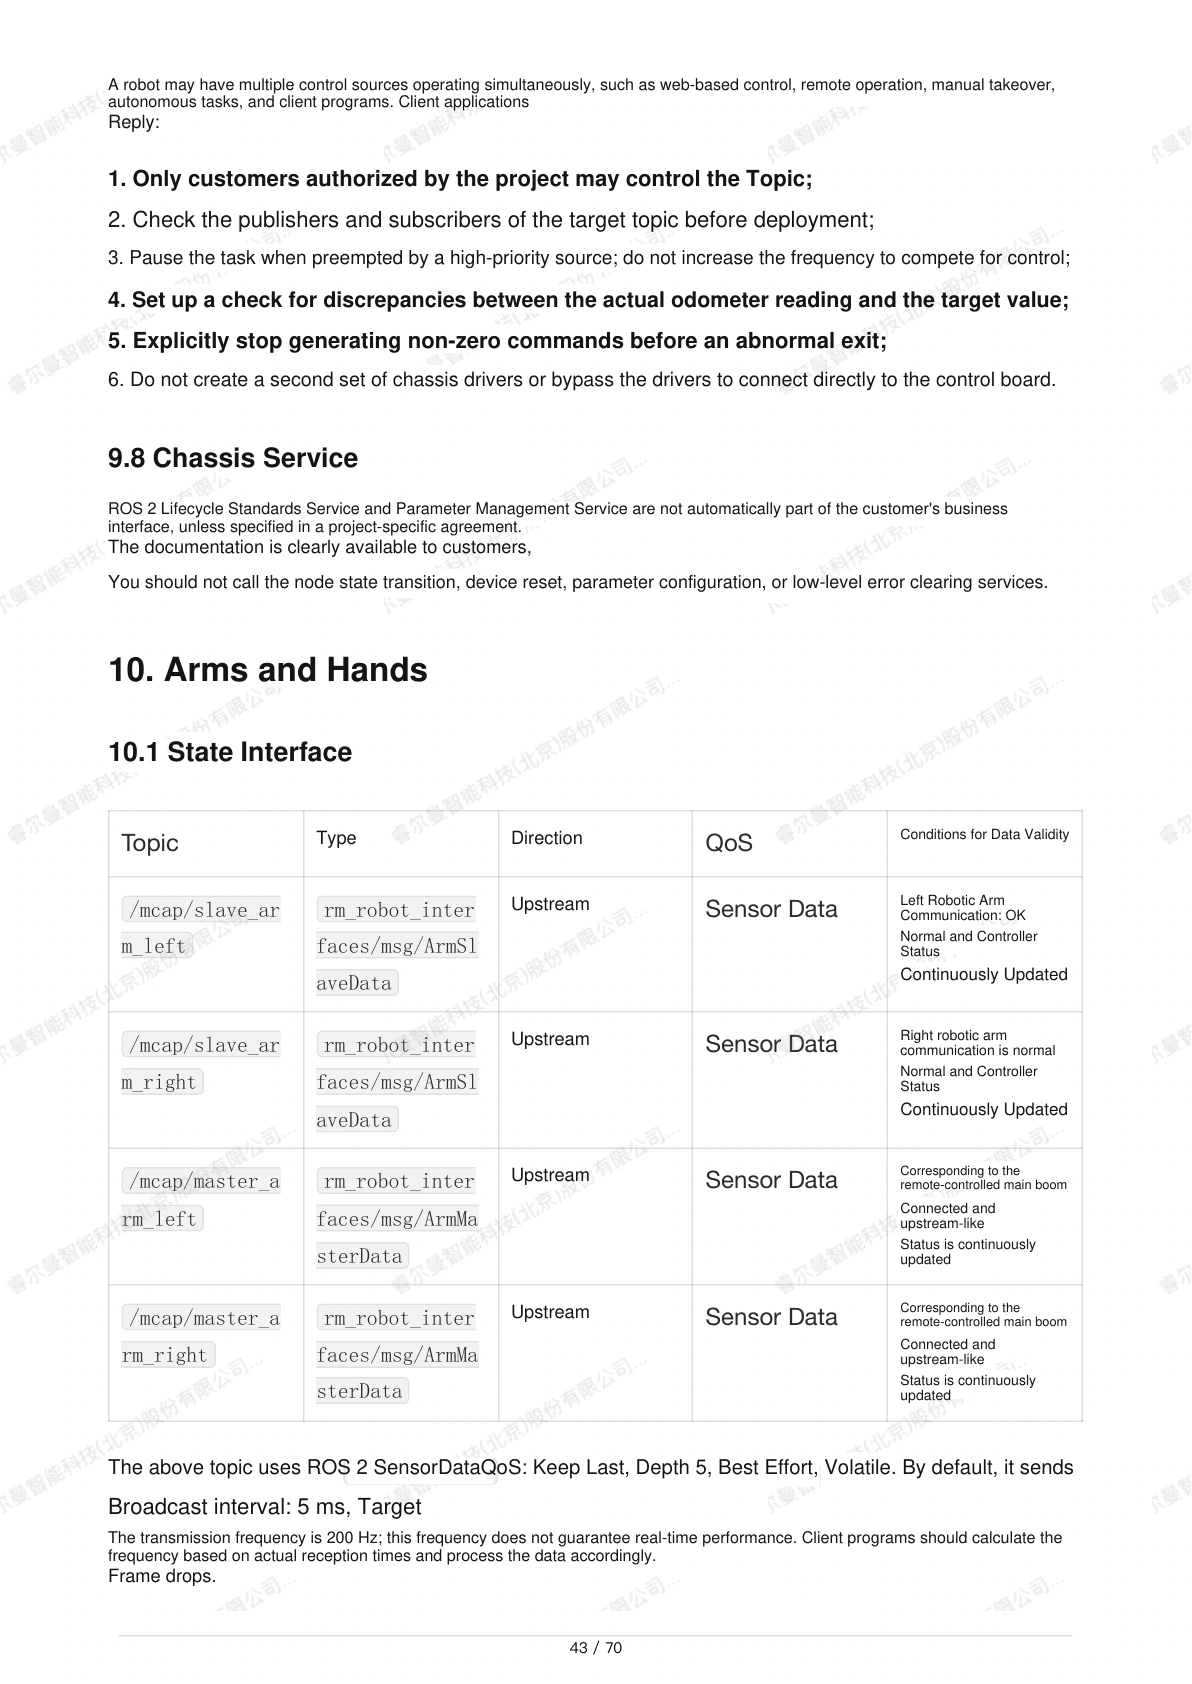 A robot may have multiple control sources operating simultaneously, such as web-based control, remote operation, manual takeover,
autonomous tasks, and client programs. Client applications
Reply:
1. Only customers authorized by the project may control the Topic;
2. Check the publishers and subscribers of the target topic before deployment;
3. Pause the task when preempted by a high-priority source; do not increase the frequency to compete for control;
4. Set up a check for discrepancies between the actual odometer reading and the target value;
5. Explicitly stop generating non-zero commands before an abnormal exit;
6. Do not create a second set of chassis drivers or bypass the drivers to connect directly to the control board.
9.8 Chassis Service
ROS 2 Lifecycle Standards Service and Parameter Management Service are not automatically part of the customer's business
interface, unless specified in a project-specific agreement.
The documentation is clearly available to customers,
You should not call the node state transition, device reset, parameter configuration, or low-level error clearing services.
10. Arms and Hands
10.1 State Interface
Topic
Type
Direction
QoS
Conditions for Data Validity
/mcap/slave_ar
m_left
rm_robot_inter
faces/msg/ArmSl
aveData
Upstream
Sensor Data
Left Robotic Arm
Communication: OK
Normal and Controller
Status
Continuously Updated
/mcap/slave_ar
m_right
rm_robot_inter
faces/msg/ArmSl
aveData
Upstream
Sensor Data
Right robotic arm
communication is normal
Normal and Controller
Status
Continuously Updated
/mcap/master_a
rm_left
rm_robot_inter
faces/msg/ArmMa
sterData
Upstream
Sensor Data
Corresponding to the
remote-controlled main boom
Connected and
upstream-like
Status is continuously
updated
/mcap/master_a
rm_right
rm_robot_inter
faces/msg/ArmMa
sterData
Upstream
Sensor Data
Corresponding to the
remote-controlled main boom
Connected and
upstream-like
Status is continuously
updated
The above topic uses ROS 2 SensorDataQoS: Keep Last, Depth 5, Best Effort, Volatile. By default, it sends
Broadcast interval: 5 ms, Target
The transmission frequency is 200 Hz; this frequency does not guarantee real-time performance. Client programs should calculate the
frequency based on actual reception times and process the data accordingly.
Frame drops.
43 / 70
睿尔曼智能科技(北京)股份有限公司...